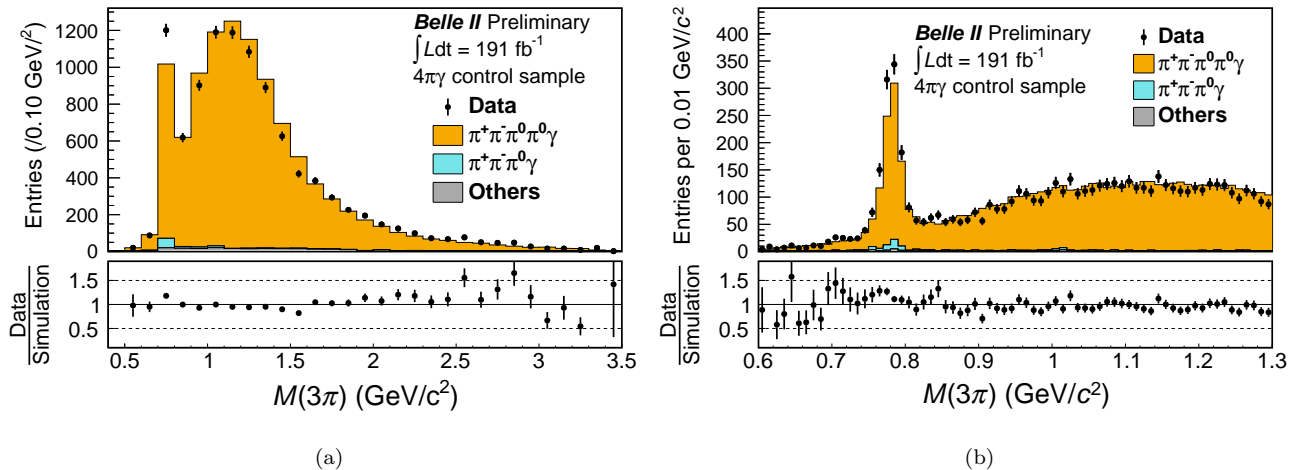 Entries (/0.10 GeV/²)
1200
1000
800
600
400
200
0
Belle II Preliminary
∫Ldt = 191 fb⁻¹
4πγ control sample
Data
π⁺π⁻π⁰π⁰γ
π⁺π⁻π⁰γ
Others
Data
Simulation
1.5
1
0.5
0.5 1 1.5 2 2.5 3 3.5
M(3π) (GeV/c²)
(a)
Entries per 0.01 GeV/c²
400
350
300
250
200
150
100
50
0
Belle II Preliminary
∫Ldt = 191 fb⁻¹
4πγ control sample
Data
π⁺π⁻π⁰π⁰γ
π⁺π⁻π⁰γ
Others
Data
Simulation
1.5
1
0.5
0.6 0.7 0.8 0.9 1 1.1 1.2 1.3
M(3π) (GeV/c²)
(b)